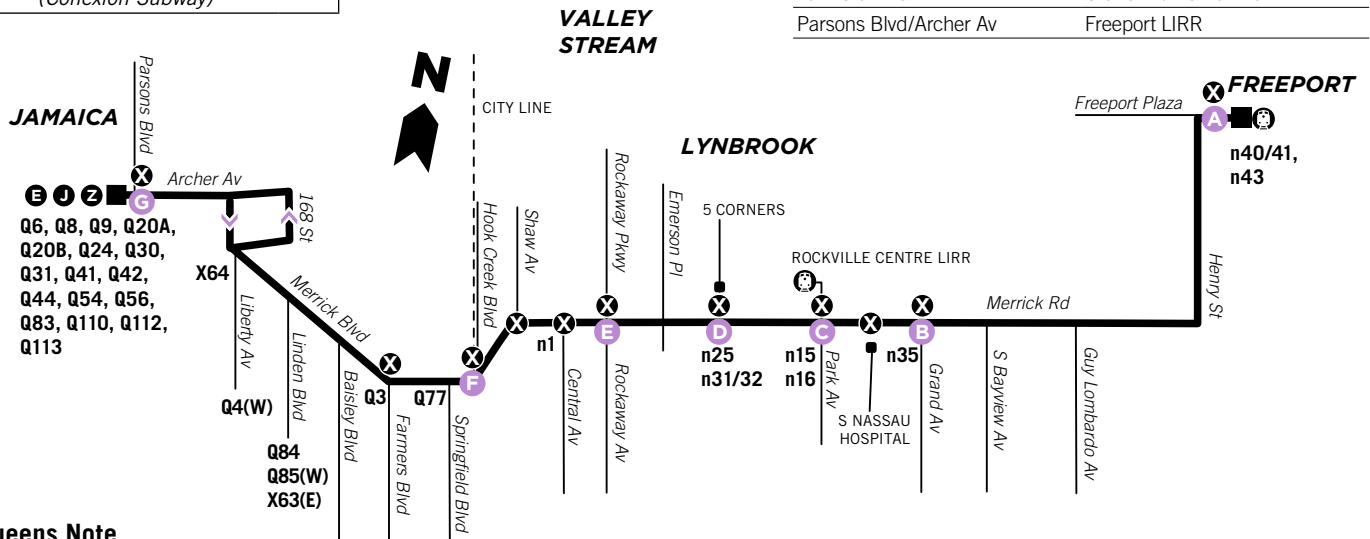 (Conexión Subway)
Parsons Blvd/Archer Av Freeport LIRR
VALLEY
STREAM
N
CITY LINE
JAMAICA
Parsons Blvd
X
Archer Av
E J Z
G
168 St
Q6, Q8, Q9, Q20A,
Q20B, Q24, Q30,
Q31, Q41, Q42,
Q44, Q54, Q56,
Q83, Q110, Q112,
Q113
X64
Liberty Av
Q4(W)
Linden Blvd
Q84
Q85(W)
X63(E)
Merrick Blvd
Baisley Blvd
Q3
X
Farmers Blvd
Q77
Springfield Blvd
X
F
Hook Creek Blvd
Shaw Av
X
n1
X
Central Av
Rockaway Pkwy
X
E
Rockaway Av
LYNBROOK
Emerson Pl
5 CORNERS
X
D
n25
n31/32
ROCKVILLE CENTRE LIRR
X
C
n15
n16
Park Av
X
S NASSAU
HOSPITAL
X
B
n35
Grand Av
Merrick Rd
S Bayview Av
Guy Lombardo Av
Henry St
Freeport Plaza
X
A
FREEPORT
n40/41,
n43
ueens Note